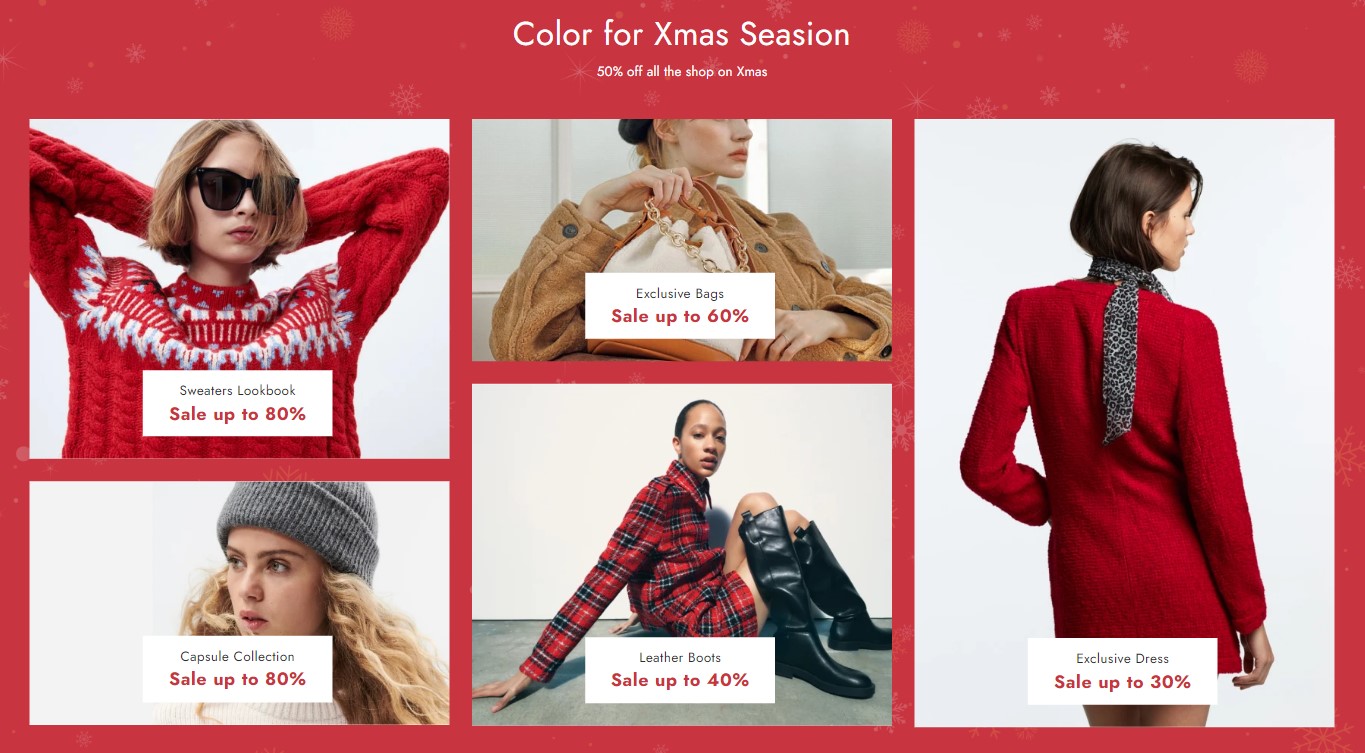 Color for Xmas Seasion
50% off all the shop on Xmas
Sweaters Lookbook
Sale up to 80%
Capsule Collection
Sale up to 80%
Exclusive Bags
Sale up to 60%
Leather Boots
Sale up to 40%
Exclusive Dress
Sale up to 30%